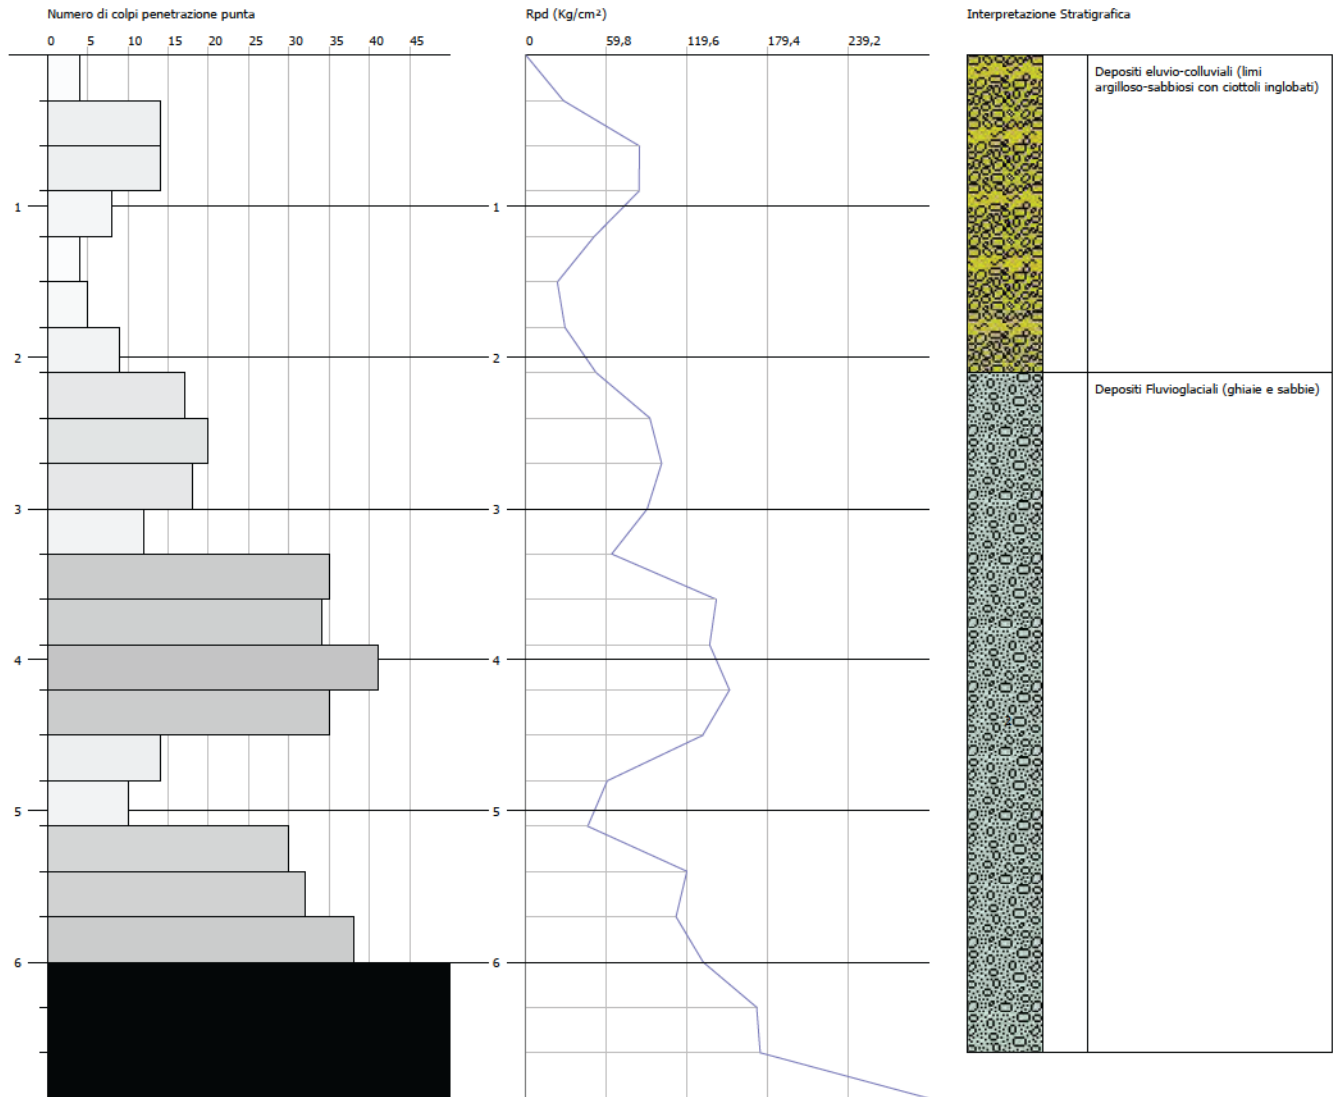 Numero di colpi penetrazione punta
Rpd (Kg/cm²)
Interpretazione Stratigrafica
0 5 10 15 20 25 30 35 40 45
0 59,8 119,6 179,4 239,2
Depositi eluvio-colluviali (limi
argilloso-sabbiosi con ciottoli inglobati)
1 1
2 2
Depositi Fluvioglaciali (ghiaie e sabbie)
3 3
4 4
5 5
6 6